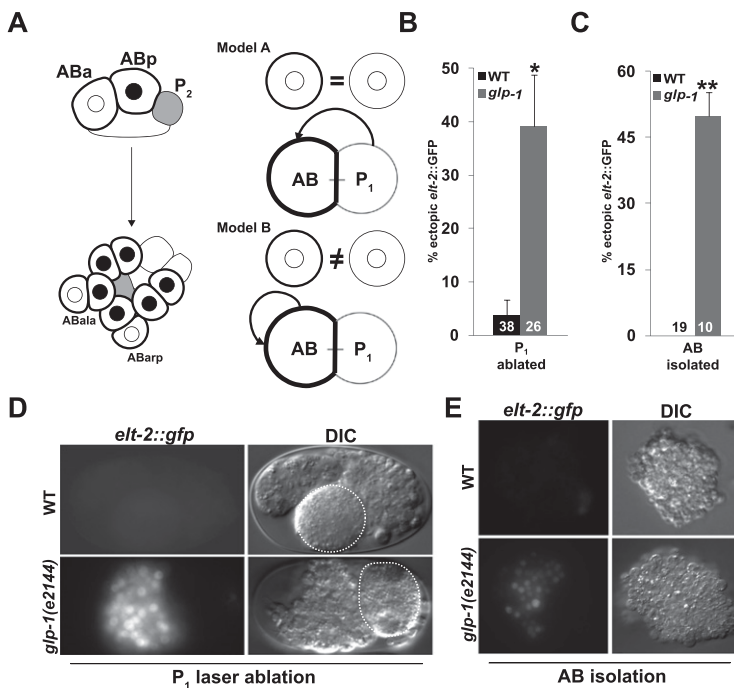 A
ABa
ABp
P2
ABala
ABarp
Model A
=
AB
P1
Model B
≠
AB
P1
B
% ectopic elt-2::GFP
50
40
30
20
10
0
WT
glp-1
*
38
26
P1
ablated
C
% ectopic elt-2::GFP
60
45
30
15
0
WT
glp-1
**
19
10
AB
isolated
D
elt-2::gfp
DIC
WT
glp-1(e2144)
P1 laser ablation
E
elt-2::gfp
DIC
WT
glp-1(e2144)
AB isolation